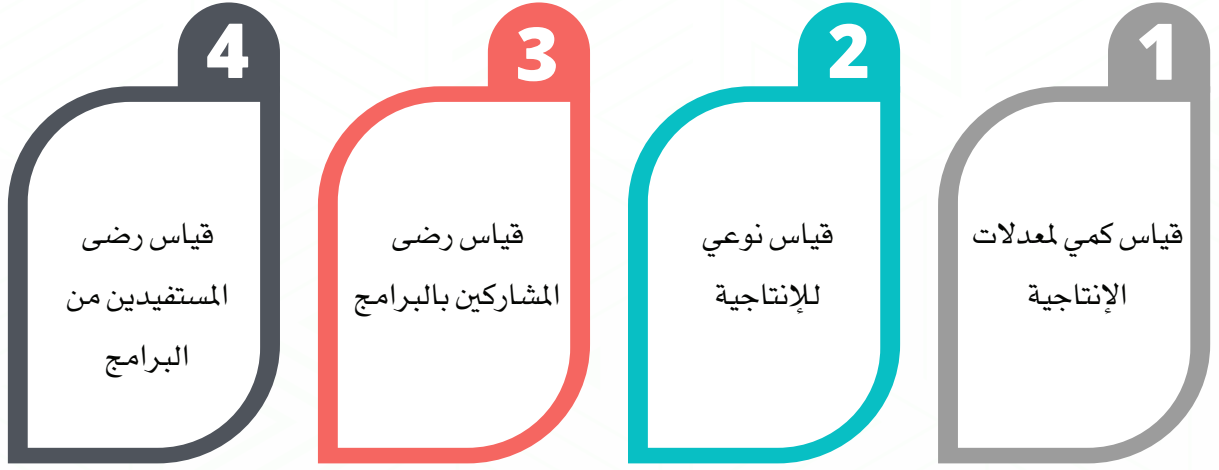 1
قياس كمي لمعدلات
الإنتاجية
2
قياس نوعي
للإنتاجية
3
قياس رضى
المشاركين بالبرامج
4
قياس رضى
المستفيدين من
البرامج